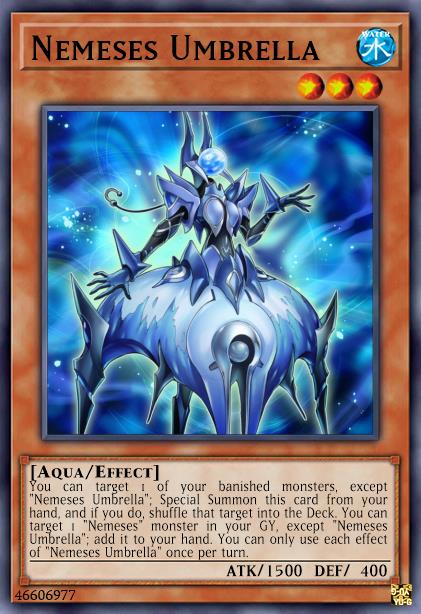 Nemeses Umbrella
WATER
水
[Aqua/Effect]
You can target 1 of your banished monsters, except
"Nemeses Umbrella"; Special Summon this card from your
hand, and if you do, shuffle that target into the Deck. You can
target 1 "Nemeses" monster in your GY, except "Nemeses
Umbrella"; add it to your hand. You can only use each effect
of "Nemeses Umbrella" once per turn.
ATK/1500 DEF/ 400
46606977